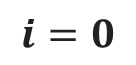 i = 0